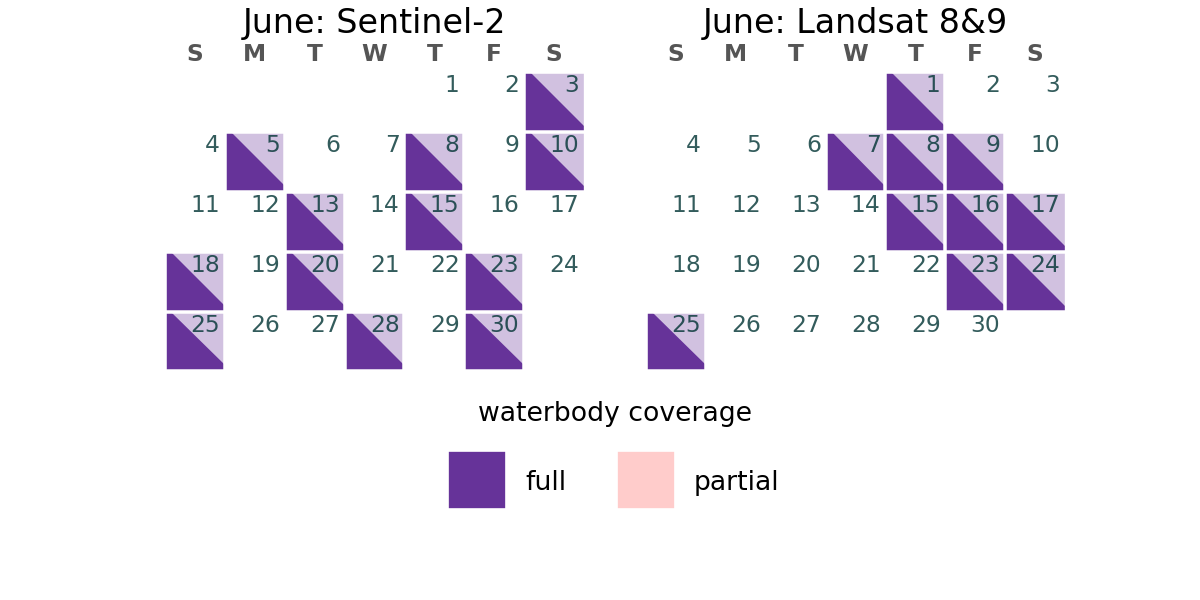 June: Sentinel-2
S M T W T F S
1 2 3
4 5 6 7 8 9 10
11 12 13 14 15 16 17
18 19 20 21 22 23 24
25 26 27 28 29 30
June: Landsat 8&9
S M T W T F S
1 2 3
4 5 6 7 8 9 10
11 12 13 14 15 16 17
18 19 20 21 22 23 24
25 26 27 28 29 30
waterbody coverage
full partial